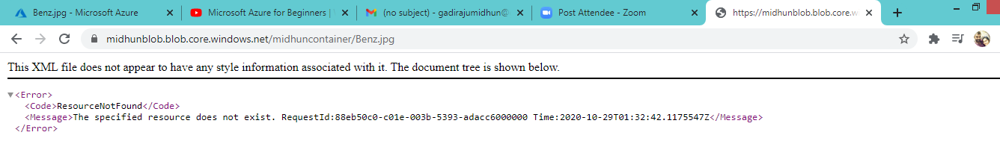 Benz.jpg - Microsoft Azure
Microsoft Azure for Beginners |
(no subject) - gadirajumidhun@
Post Attendee - Zoom
https://midhunblob.blob.core.w
midhunblob.blob.core.windows.net/midhuncontainer/Benz.jpg
This XML file does not appear to have any style information associated with it. The document tree is shown below.
<Error>
<Code>ResourceNotFound</Code>
<Message>The specified resource does not exist. RequestId:88eb50c0-c01e-003b-5393-adacc6000000 Time:2020-10-29T01:32:42.1175547Z</Message>
</Error>